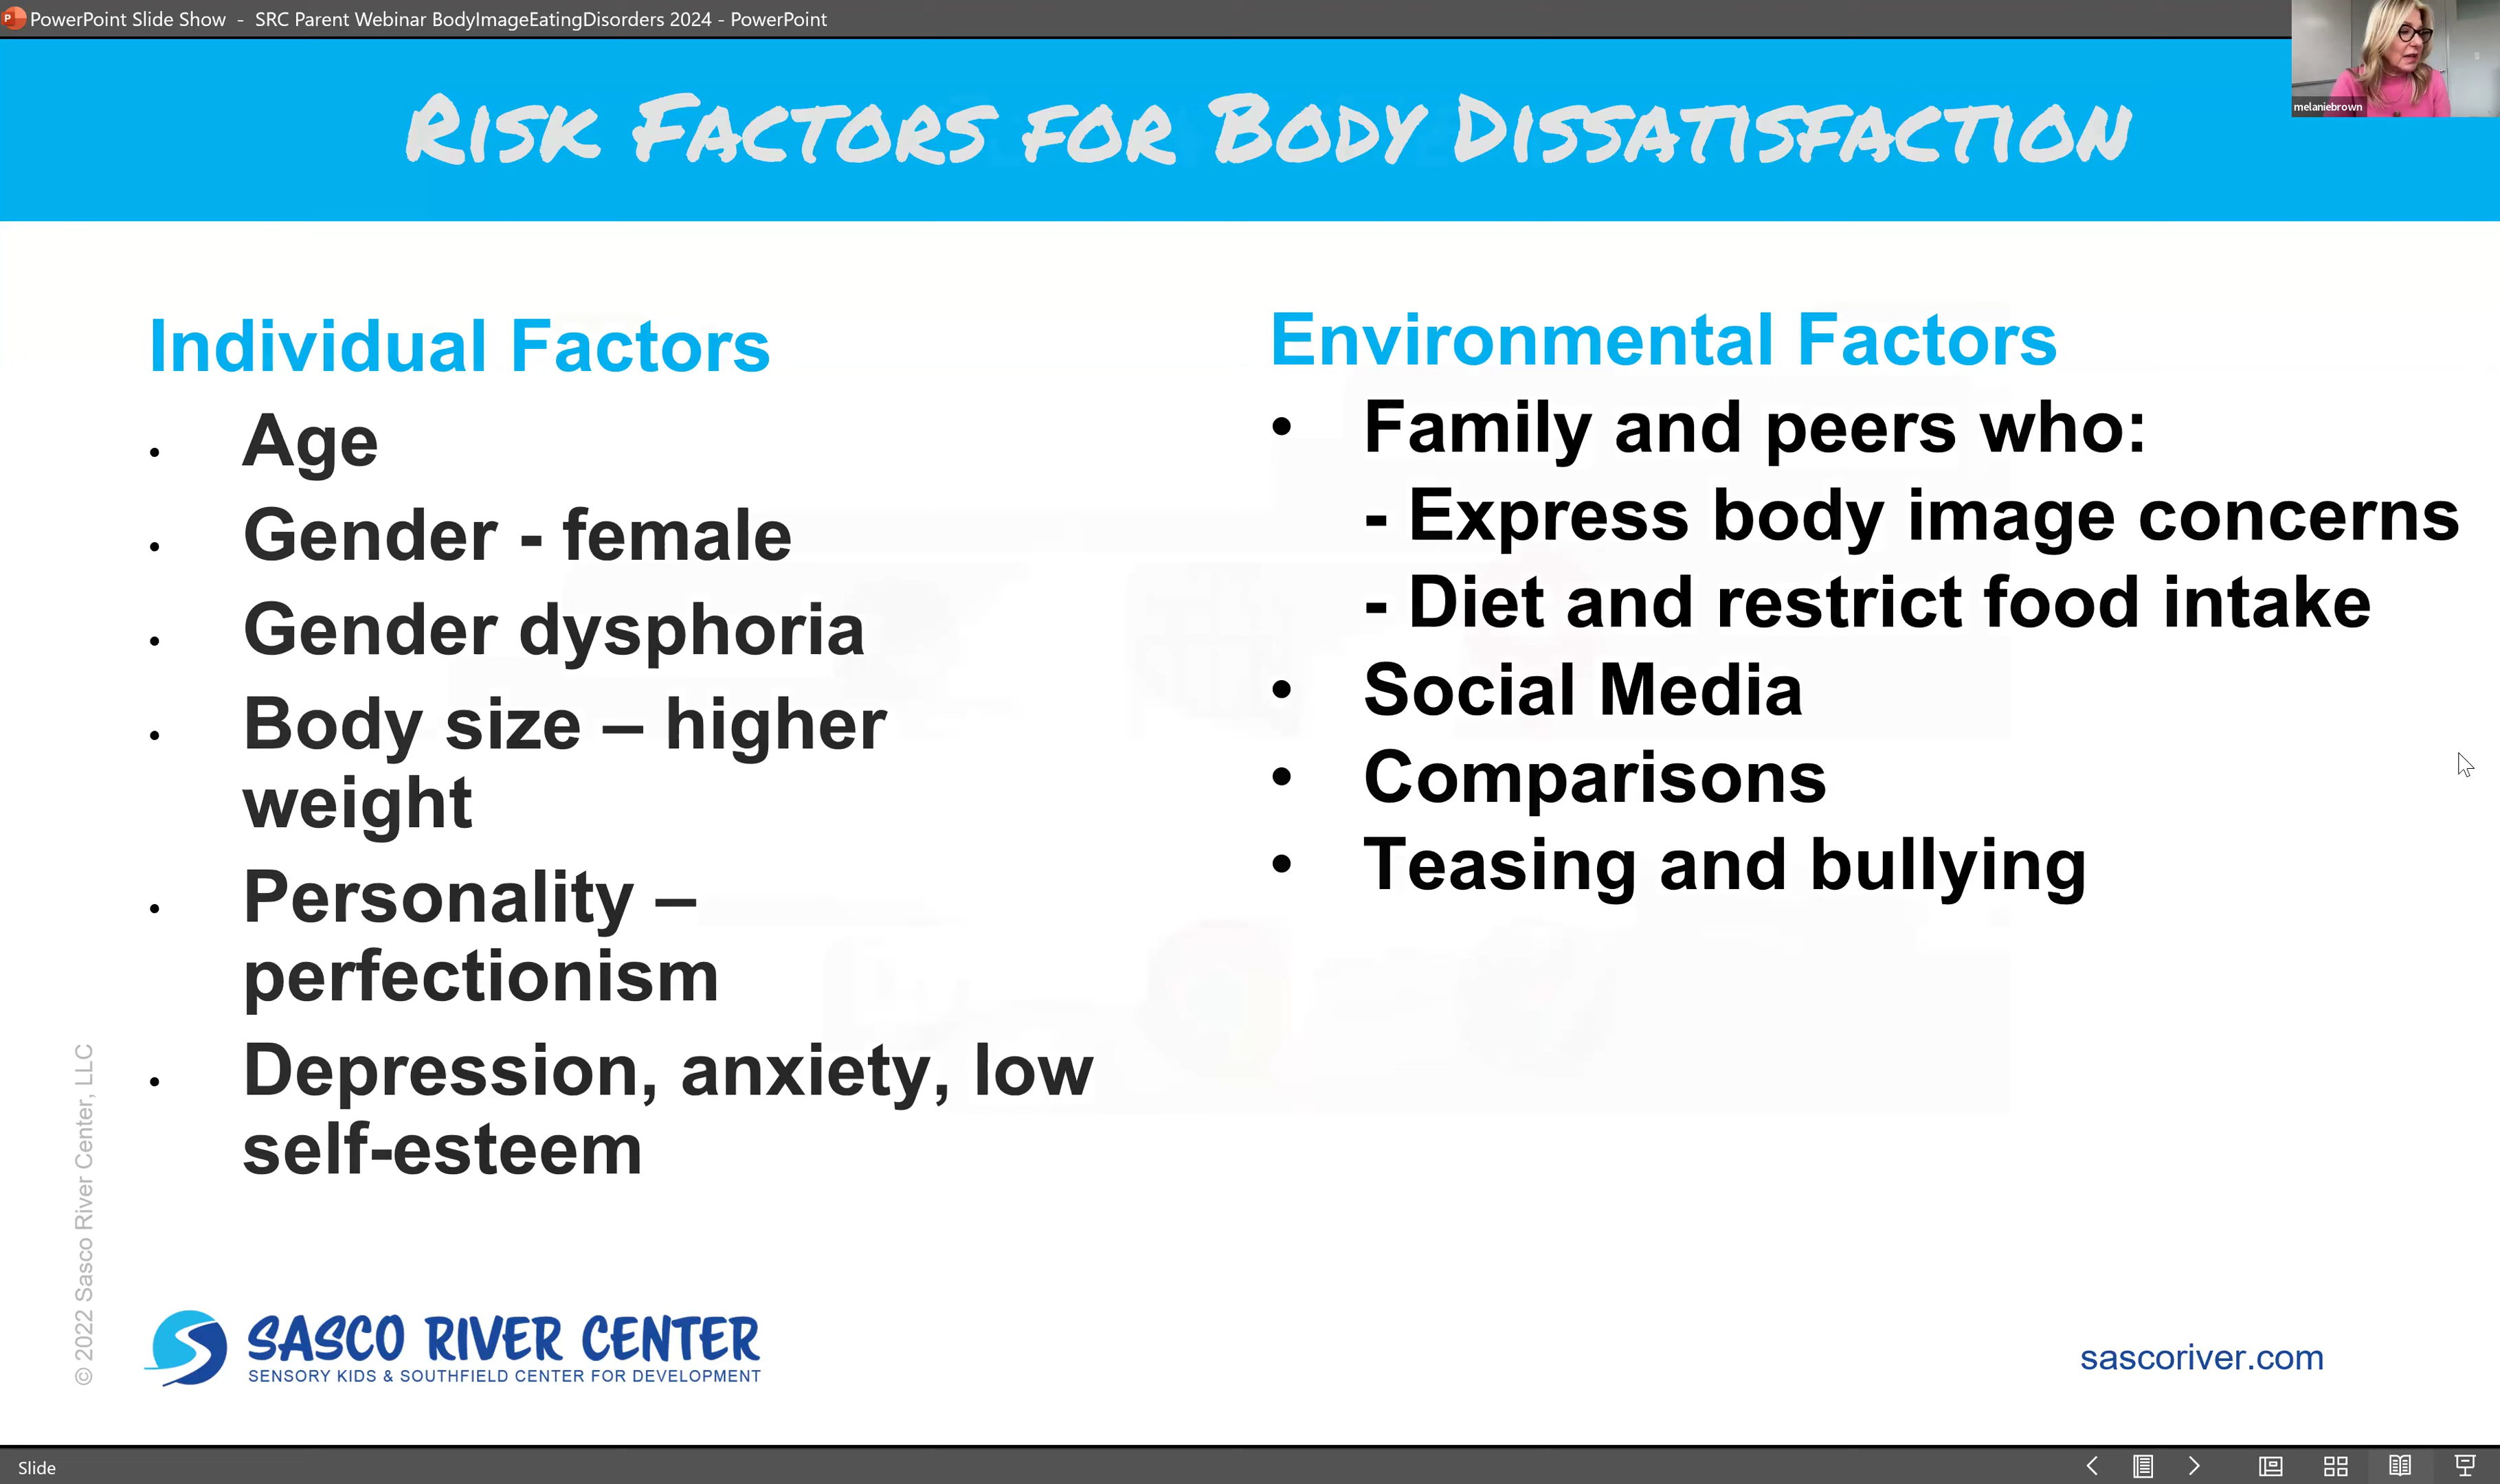 PowerPoint Slide Show - SRC Parent Webinar BodyImageEatingDisorders 2024 - PowerPoint
melaniebrown
Risk Factors for Body Dissatisfaction
Individual Factors
• Age
• Gender - female
• Gender dysphoria
• Body size – higher
weight
• Personality –
perfectionism
• Depression, anxiety, low
self-esteem
Environmental Factors
• Family and peers who:
- Express body image concerns
- Diet and restrict food intake
• Social Media
• Comparisons
• Teasing and bullying
© 2022 Sasco River Center, LLC
SASCO RIVER CENTER
SENSORY KIDS & SOUTHFIELD CENTER FOR DEVELOPMENT
sascoriver.com
Slide